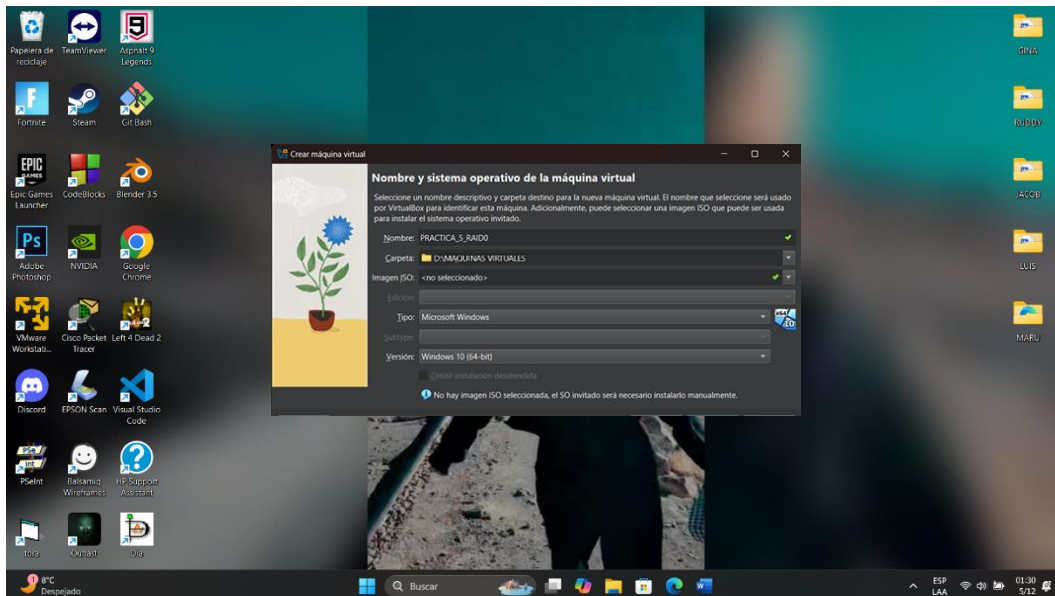 Papelera de
reciclaje
TeamViewer
Asphalt 9
Legends
Fortnite
Steam
Git Bash
EPIC
GAMES
Epic Games
Launcher
CodeBlocks
Blender 3.5
Ps
Adobe
Photoshop
NVIDIA
Google
Chrome
VMware
Workstati...
Cisco Packet
Tracer
Left 4 Dead 2
Discord
EPSON Scan
Visual Studio
Code
PSeInt
Balsamiq
Wireframes
HP Support
Assistant
tora
Outlast
Dia
GINA
RUDDY
JACOB
LUIS
MARU
Crear máquina virtual
Nombre y sistema operativo de la máquina virtual
Seleccione un nombre descriptivo y carpeta destino para la nueva máquina virtual. El nombre que seleccione será usado
por VirtualBox para identificar esta máquina. Adicionalmente, puede seleccionar una imagen ISO que puede ser usada
para instalar el sistema operativo invitado.
Nombre: PRACTICA_5_RAID0
Carpeta: D:\MAQUINAS VIRTUALES
Imagen ISO: <no seleccionado>
Edición:
Tipo: Microsoft Windows
Subtype:
Versión: Windows 10 (64-bit)
Omitir instalación desatendida
No hay imagen ISO seleccionada, el SO invitado será necesario instalarlo manualmente.
1
8°C
Despejado
Buscar
ESP
LAA
01:30
5/12